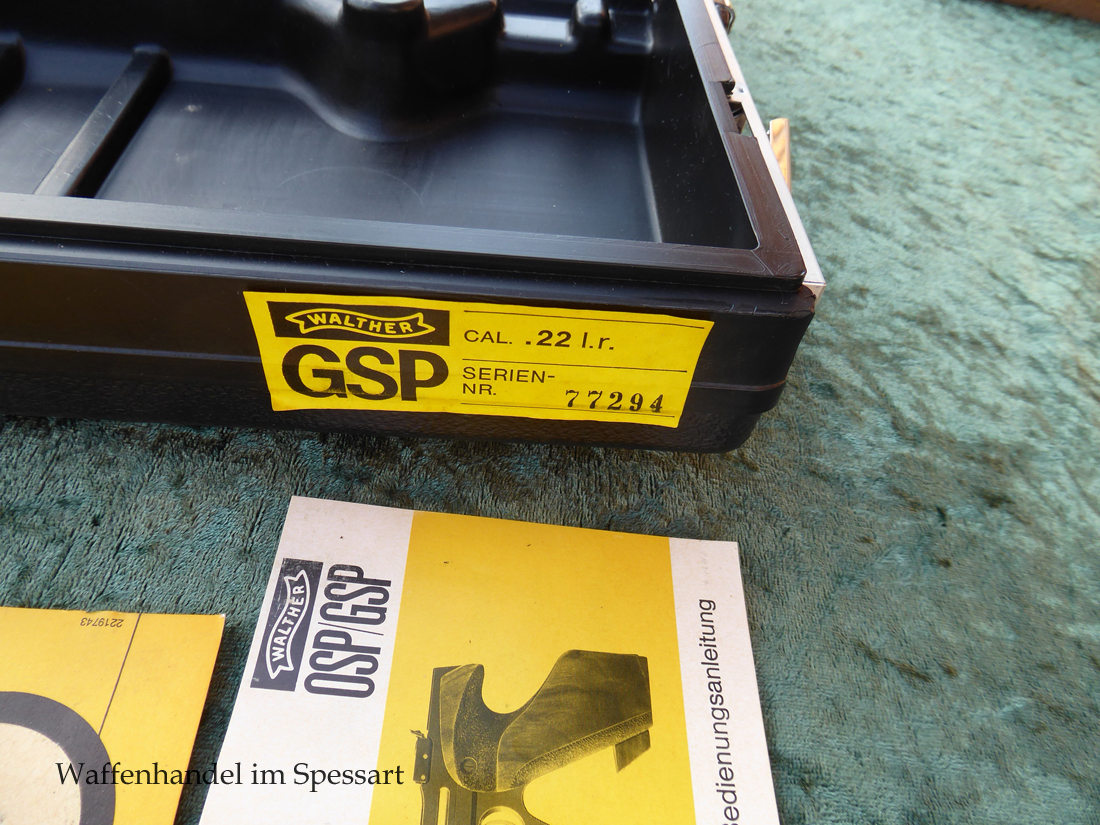 WALTHER
GSP
CAL. .22 l.r.
SERIEN-
NR. 77294
WALTHER
OSP/GSP
Bedienungsanleitung
2219743
Waffenhandel im Spessart